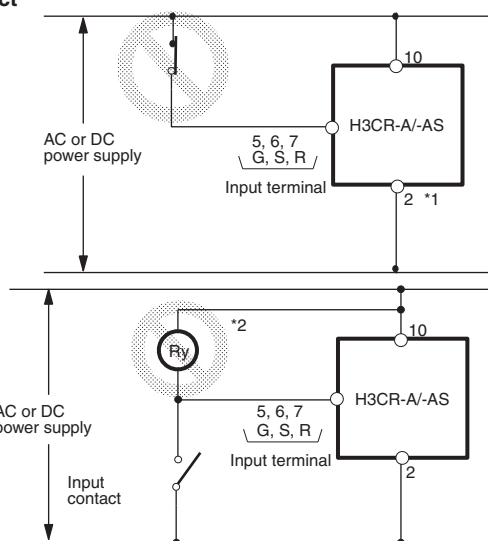 ct
10
H3CR-A/-AS
AC or DC
power supply
5, 6, 7
G, S, R
Input terminal
2 *1
*2
10
Ry
H3CR-A/-AS
AC or DC
power supply
5, 6, 7
G, S, R
Input terminal
2
Input
contact